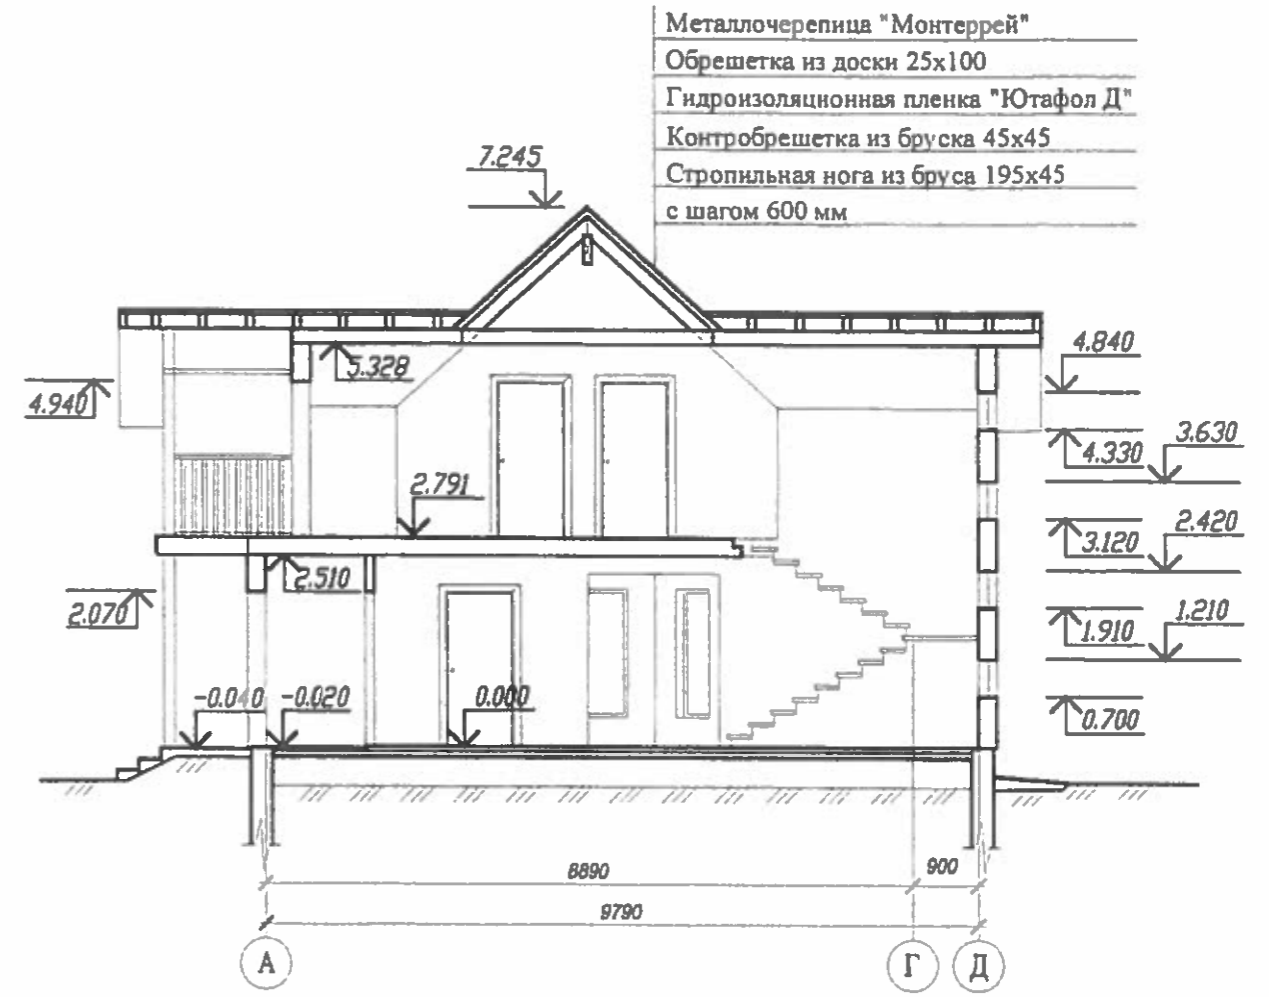 Металлочерепица "Монтеррей"
Обрешетка из доски 25х100
Гидроизоляционная пленка "Ютафол Д"
Контробрешетка из бруска 45х45
Стропильная нога из бруса 195х45
с шагом 600 мм
7.245
5.328
4.840
4.940
3.630
4.330
2.791
2.420
3.120
2.510
2.070
1.210
1.910
-0.040
-0.020
0.000
0.700
8890
900
9790
А
Г
Д